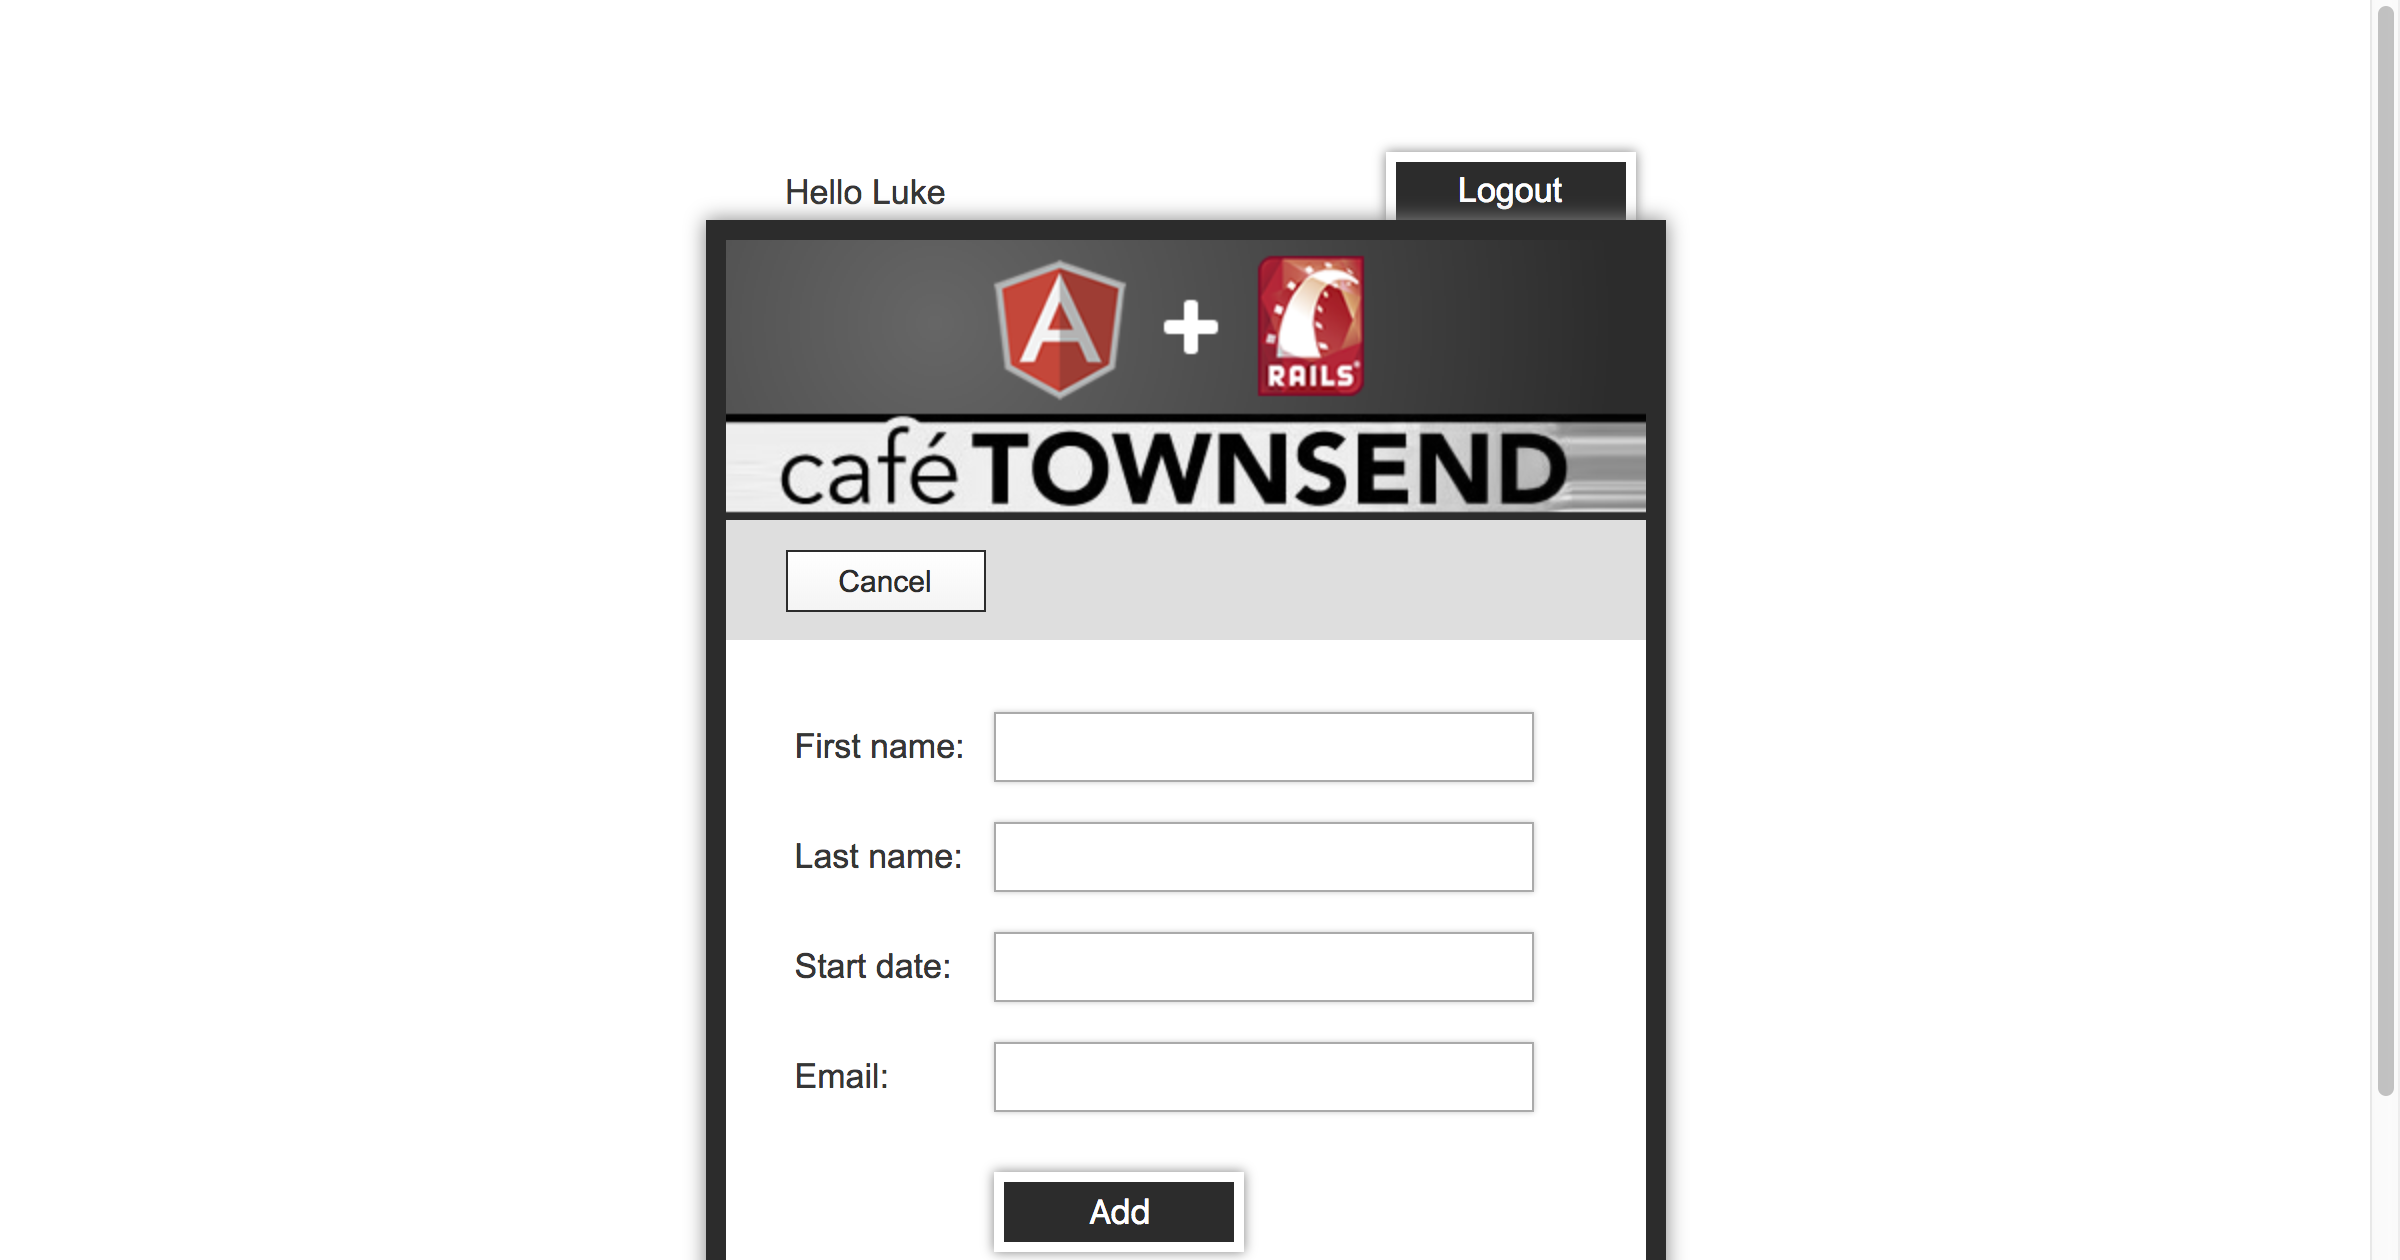 Hello Luke
Logout
A
RAILS
café TOWNSEND
Cancel
First name:
Last name:
Start date:
Email:
Add